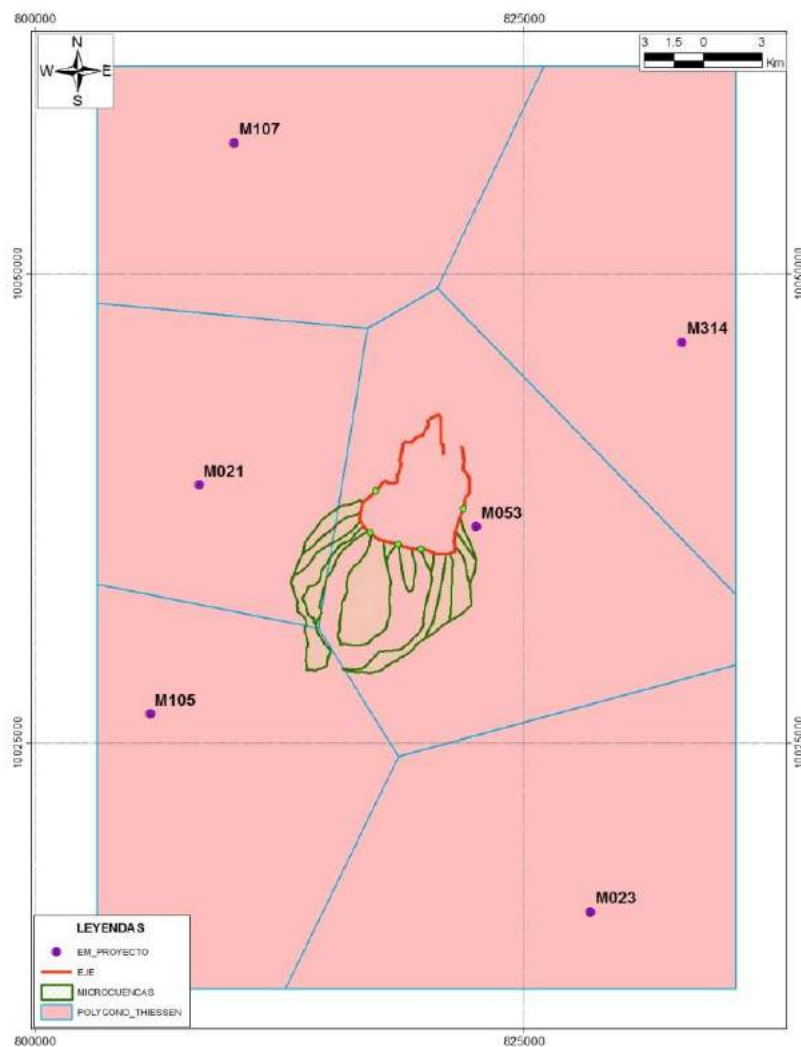 800000 825000
N
W E
S
3 1.5 0 3
Km
M107
10050000 10050000
M314
M021
M053
M105
10025000 10025000
M023
LEYENDAS
EM_PROYECTO
EJE
MICROCUENCAS
POLYGONO_THIESSEN
800000 825000